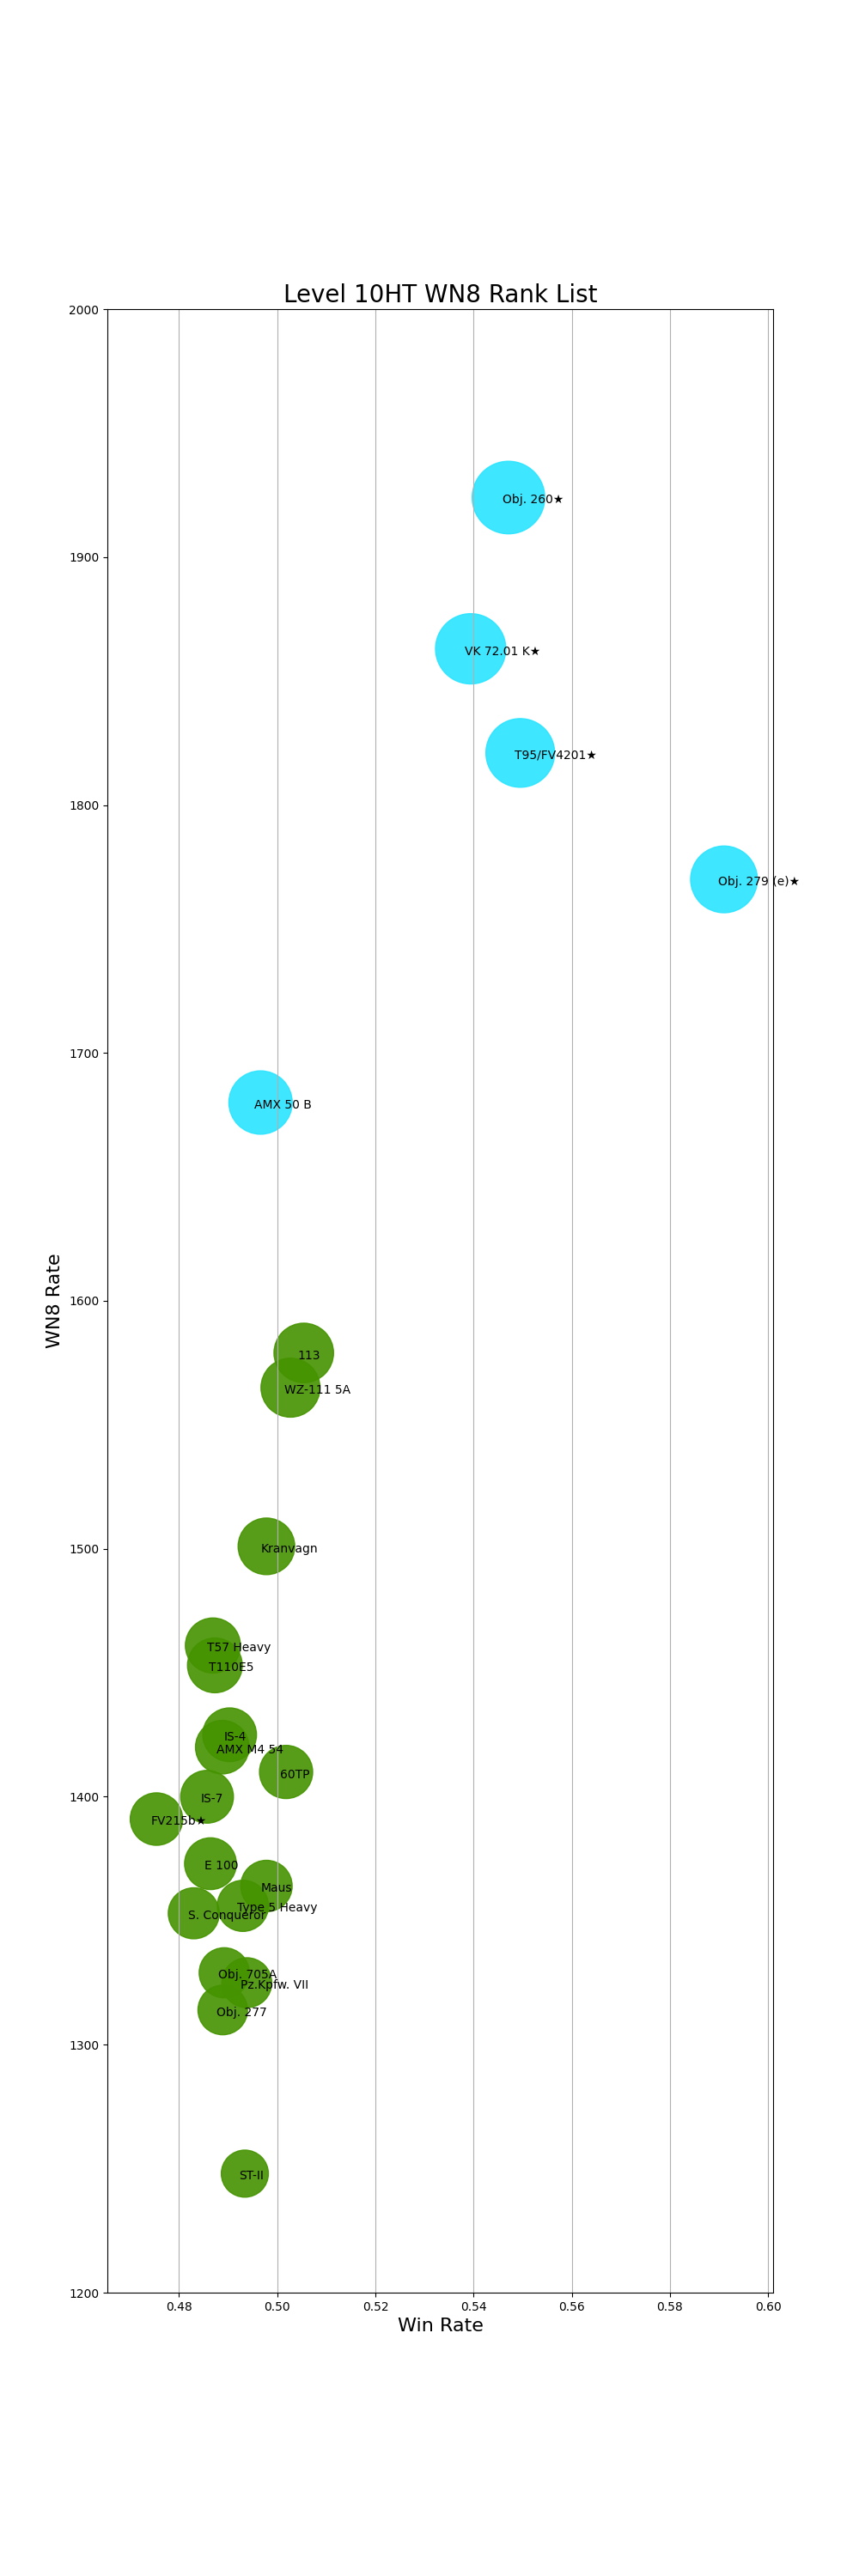 Level 10HT WN8 Rank List
2000
Obj. 260★
1900
VK 72.01 K★
T95/FV4201★
1800
Obj. 279 (e)★
1700
AMX 50 B
WN8 Rate
1600
113
WZ-111 5A
1500
Kranvagn
T57 Heavy
T110E5
IS-4
AMX M4 54
60TP
1400
IS-7
FV215b★
E 100
Maus
Type 5 Heavy
S. Conqueror
Obj. 705A
Pz.Kpfw. VII
Obj. 277
1300
ST-II
1200
0.48 0.50 0.52 0.54 0.56 0.58 0.60
Win Rate